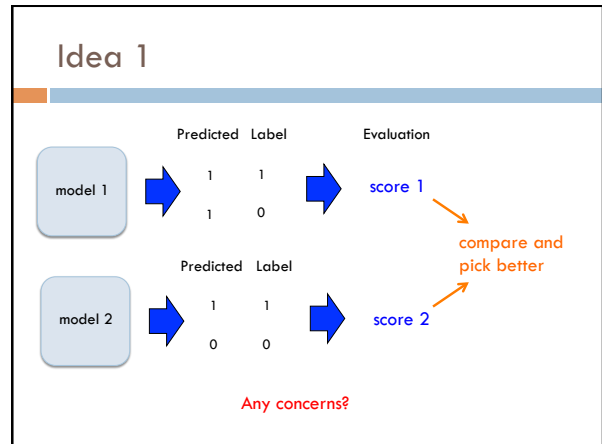 Idea 1
Predicted Label Evaluation
model 1
1 1
score 1
1 0
compare and
pick better
Predicted Label
model 2
1 1
score 2
0 0
Any concerns?